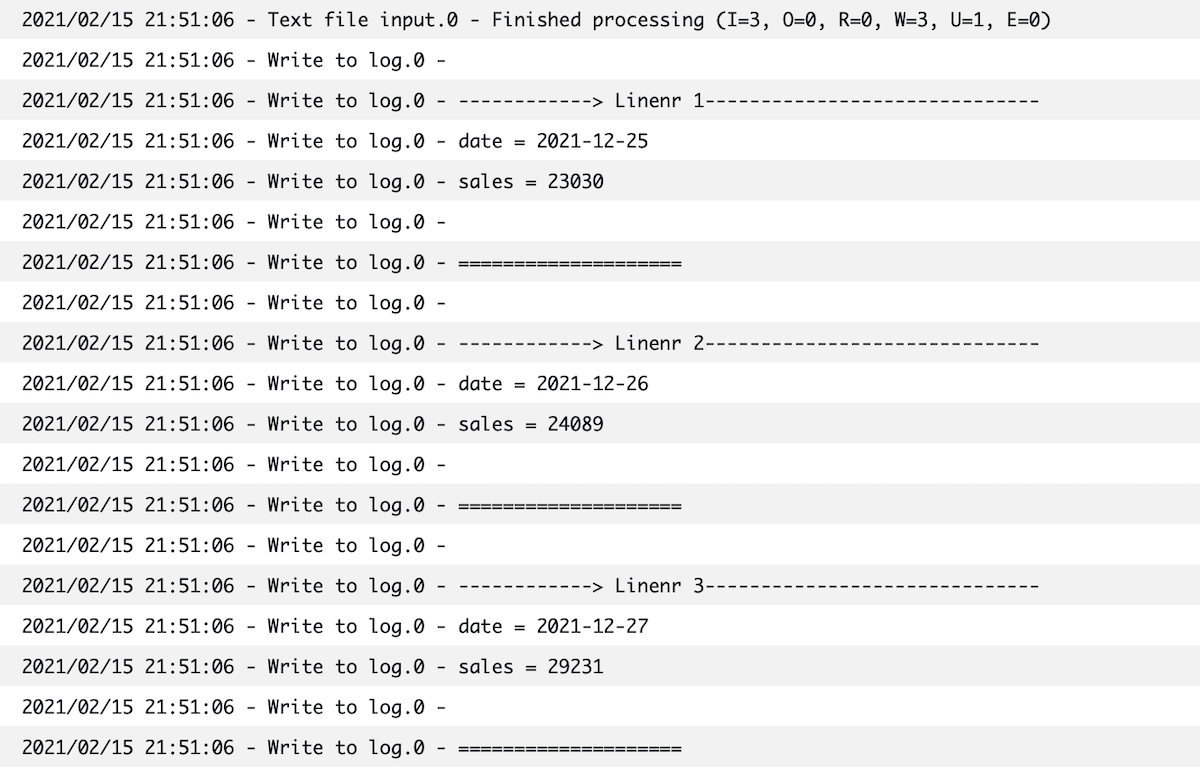 2021/02/15 21:51:06 - Text file input.0 - Finished processing (I=3, O=0, R=0, W=3, U=1, E=0)
2021/02/15 21:51:06 - Write to log.0 -
2021/02/15 21:51:06 - Write to log.0 - ------------> Linenr 1------------------------------
2021/02/15 21:51:06 - Write to log.0 - date = 2021-12-25
2021/02/15 21:51:06 - Write to log.0 - sales = 23030
2021/02/15 21:51:06 - Write to log.0 -
2021/02/15 21:51:06 - Write to log.0 - ====================
2021/02/15 21:51:06 - Write to log.0 -
2021/02/15 21:51:06 - Write to log.0 - ------------> Linenr 2------------------------------
2021/02/15 21:51:06 - Write to log.0 - date = 2021-12-26
2021/02/15 21:51:06 - Write to log.0 - sales = 24089
2021/02/15 21:51:06 - Write to log.0 -
2021/02/15 21:51:06 - Write to log.0 - ====================
2021/02/15 21:51:06 - Write to log.0 -
2021/02/15 21:51:06 - Write to log.0 - ------------> Linenr 3------------------------------
2021/02/15 21:51:06 - Write to log.0 - date = 2021-12-27
2021/02/15 21:51:06 - Write to log.0 - sales = 29231
2021/02/15 21:51:06 - Write to log.0 -
2021/02/15 21:51:06 - Write to log.0 - ====================